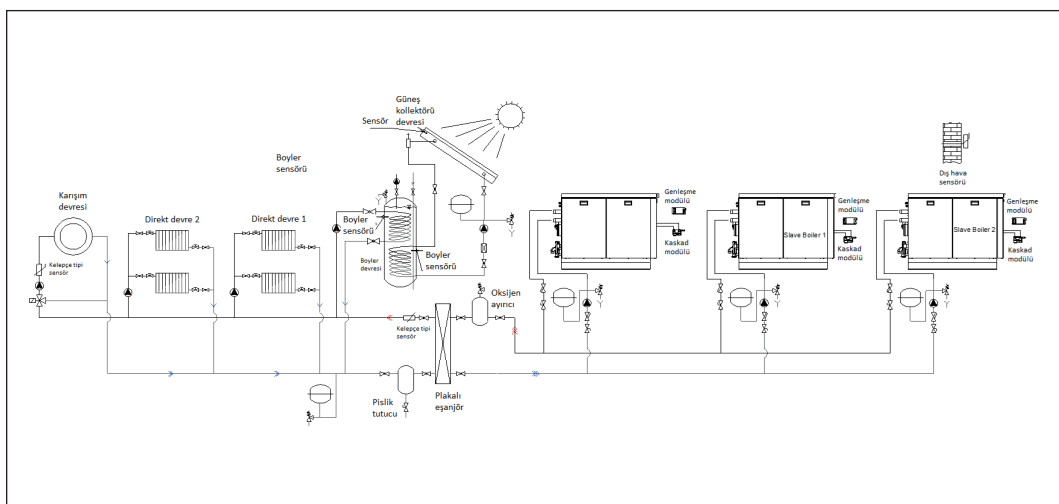 Güneş
kollektörü
devresi
Sensör
Boyler
sensörü
Dış hava
sensörü
Karışım
devresi
Direkt devre 2
Direkt devre 1
Boyler
sensörü
Boyler
devresi
Boyler
sensörü
Kelepçe tipi
sensör
Genleşme
modülü
Kaskad
modülü
Slave Boiler 1
Genleşme
modülü
Kaskad
modülü
Slave Boiler 2
Genleşme
modülü
Kaskad
modülü
Oksijen
ayırıcı
Kelepçe tipi
sensör
Pislik
tutucu
Plakalı
eşanjör